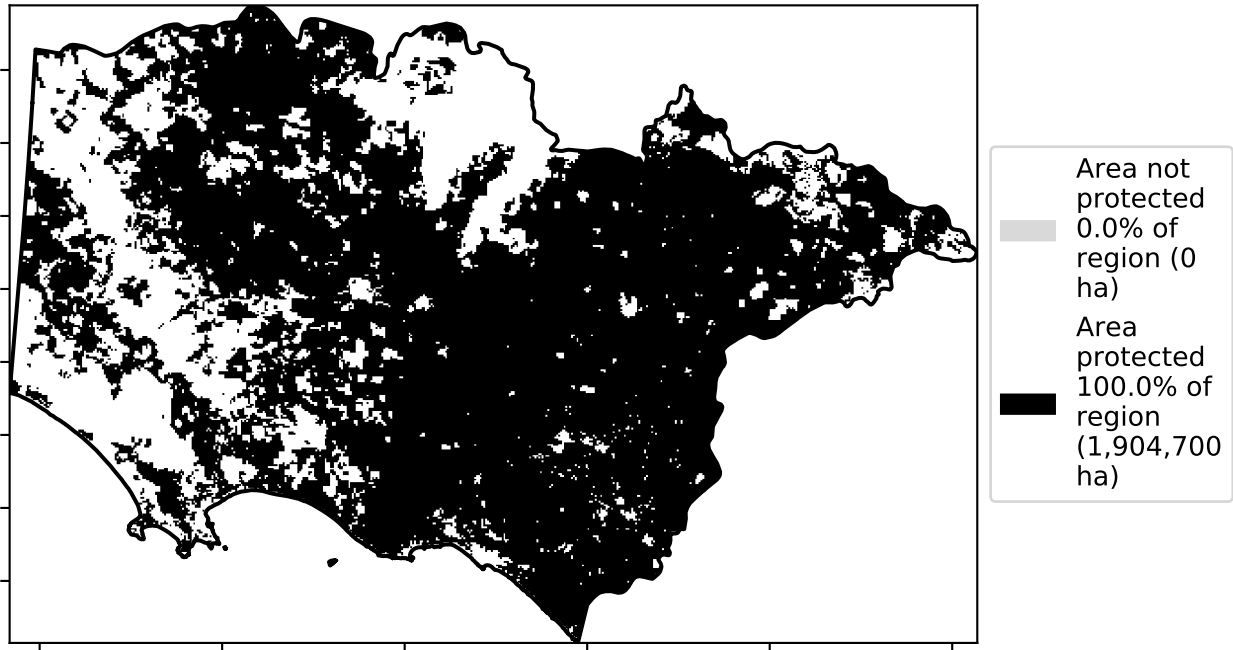 Area not
protected
0.0% of
region (0
ha)
Area
protected
100.0% of
region
(1,904,700
ha)